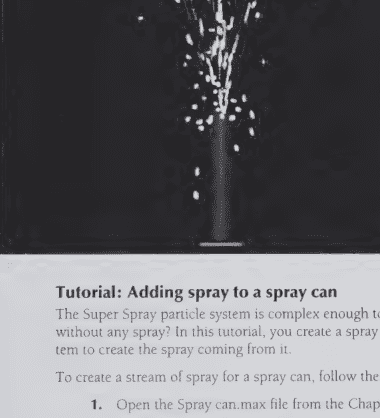 Tutorial: Adding spray to a spray can
The Super Spray particle system is complex enough to
without any spray? In this tutorial, you create a spray
tem to create the spray coming from it.
To create a stream of spray for a spray can, follow the
1. Open the Spray can.max file from the Chap